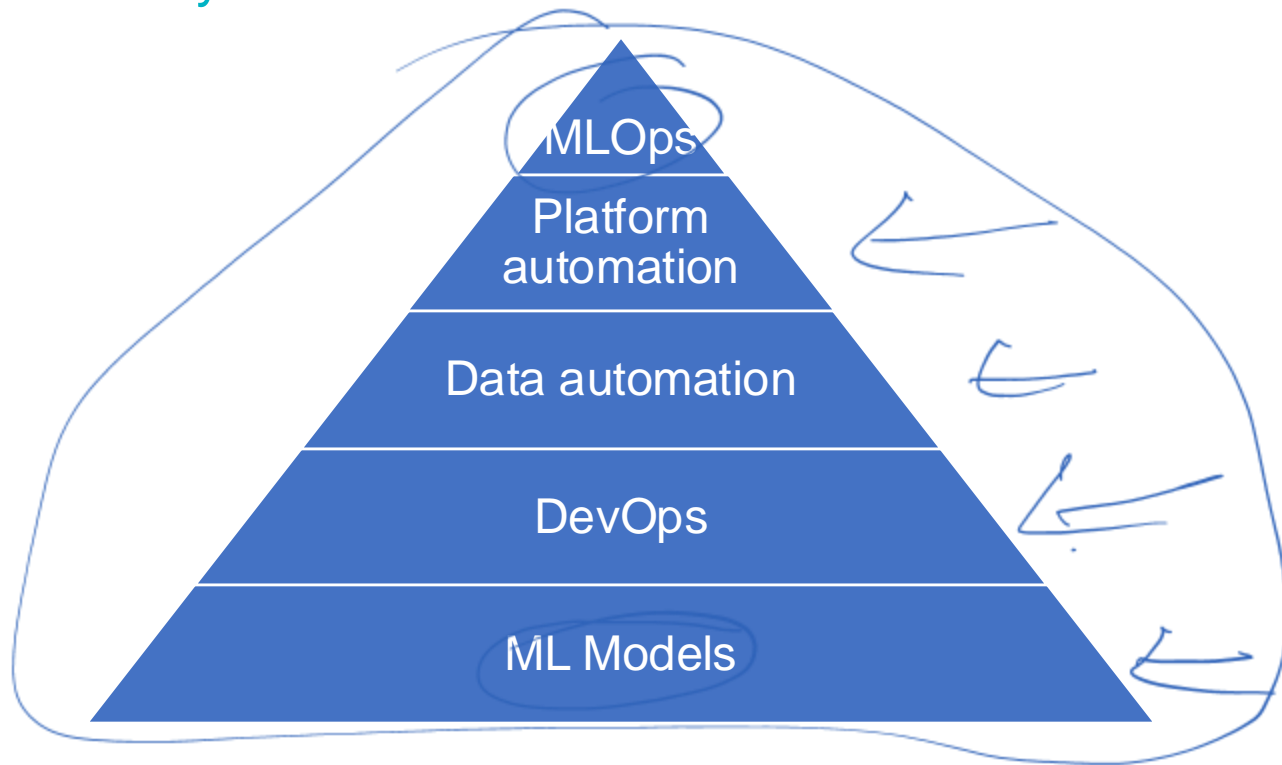 MLOps
Platform
automation
Data automation
DevOps
ML Models